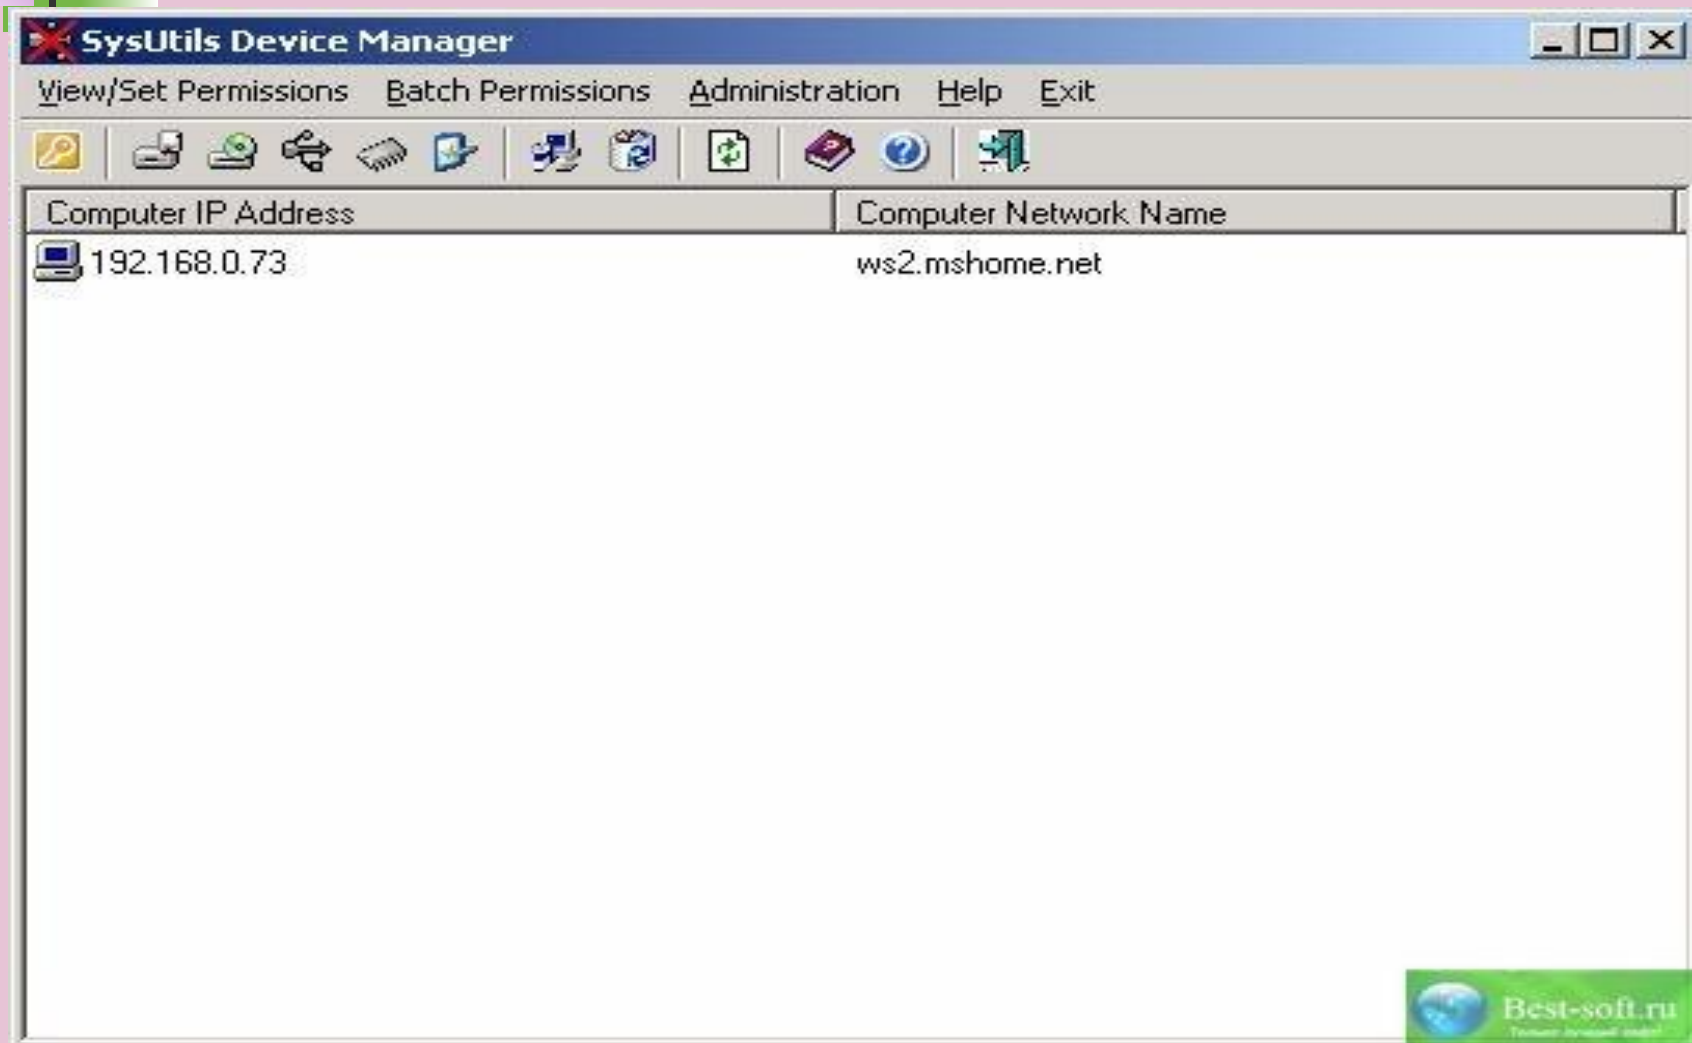 SysUtils Device Manager
View/Set Permissions Batch Permissions Administration Help Exit
Computer IP Address Computer Network Name
192.168.0.73 ws2.mshome.net
Best-soft.ru